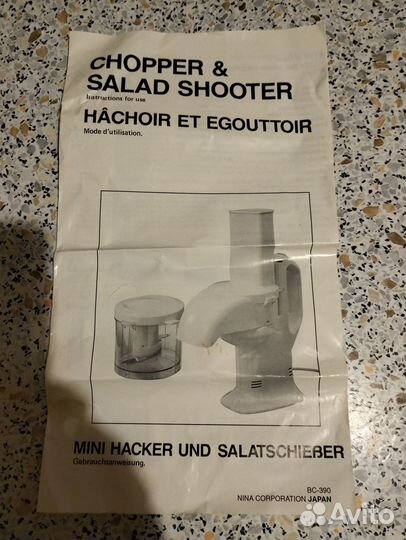 CHOPPER &
SALAD SHOOTER
Instructions for use
HÂCHOIR ET EGOUTTOIR
Mode d'utilisation.
MINI HACKER UND SALATSCHIEBER
Gebrauchsanweisung.
BC-390
NINA CORPORATION JAPAN
Avito